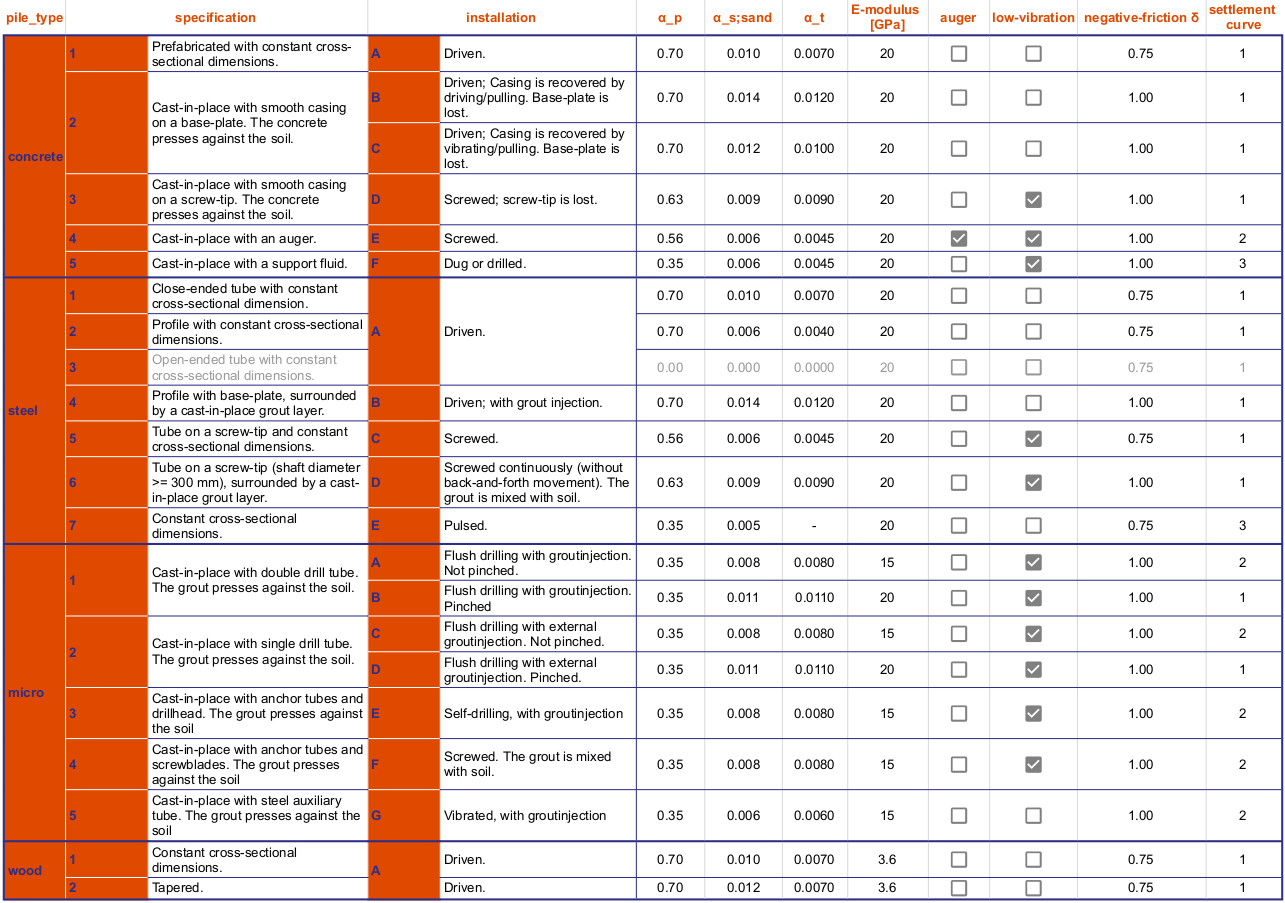 pile_type specification installation α_p α_s;sand α_t E-modulus [GPa] auger low-vibration negative-friction δ settlement curve
concrete
1 Prefabricated with constant cross-
sectional dimensions.
A Driven. 0.70 0.010 0.0070 20 0.75 1
2 Cast-in-place with smooth casing
on a base-plate. The concrete
presses against the soil.
B Driven; Casing is recovered by
driving/pulling. Base-plate is
lost.
0.70 0.014 0.0120 20 1.00 1
C Driven; Casing is recovered by
vibrating/pulling. Base-plate is
lost.
0.70 0.012 0.0100 20 1.00 1
3 Cast-in-place with smooth casing
on a screw-tip. The concrete
presses against the soil.
D Screwed; screw-tip is lost. 0.63 0.009 0.0090 20 1.00 1
4 Cast-in-place with an auger. E Screwed. 0.56 0.006 0.0045 20 1.00 2
5 Cast-in-place with a support fluid. F Dug or drilled. 0.35 0.006 0.0045 20 1.00 3
steel
1 Close-ended tube with constant
cross-sectional dimension.
A Driven.
0.70 0.010 0.0070 20 0.75 1
2 Profile with constant cross-sectional
dimensions.
0.70 0.006 0.0040 20 0.75 1
3 Open-ended tube with constant
cross-sectional dimensions.
0.00 0.000 0.0000 20 0.75 1
4 Profile with base-plate, surrounded
by a cast-in-place grout layer.
B Driven; with grout injection. 0.70 0.014 0.0120 20 1.00 1
5 Tube on a screw-tip and constant
cross-sectional dimensions.
C Screwed. 0.56 0.006 0.0045 20 0.75 1
6 Tube on a screw-tip (shaft diameter
>= 300 mm), surrounded by a cast-
in-place grout layer.
D Screwed continuously (without
back-and-forth movement). The
grout is mixed with soil.
0.63 0.009 0.0090 20 1.00 1
7 Constant cross-sectional
dimensions.
E Pulsed. 0.35 0.005 - 20 0.75 3
micro
1 Cast-in-place with double drill tube.
The grout presses against the soil.
A Flush drilling with groutinjection.
Not pinched.
0.35 0.008 0.0080 15 1.00 2
B Flush drilling with groutinjection.
Pinched
0.35 0.011 0.0110 20 1.00 1
2 Cast-in-place with single drill tube.
The grout presses against the soil.
C Flush drilling with external
groutinjection. Not pinched.
0.35 0.008 0.0080 15 1.00 2
D Flush drilling with external
groutinjection. Pinched.
0.35 0.011 0.0110 20 1.00 1
3 Cast-in-place with anchor tubes and
drillhead. The grout presses against
the soil
E Self-drilling, with groutinjection 0.35 0.008 0.0080 15 1.00 2
4 Cast-in-place with anchor tubes and
screwblades. The grout presses
against the soil
F Screwed. The grout is mixed
with soil.
0.35 0.008 0.0080 15 1.00 2
5 Cast-in-place with steel auxiliary
tube. The grout presses against the
soil
G Vibrated, with groutinjection 0.35 0.006 0.0060 15 1.00 2
wood
1 Constant cross-sectional
dimensions.
A Driven. 0.70 0.010 0.0070 3.6 0.75 1
2 Tapered. Driven. 0.70 0.012 0.0070 3.6 0.75 1